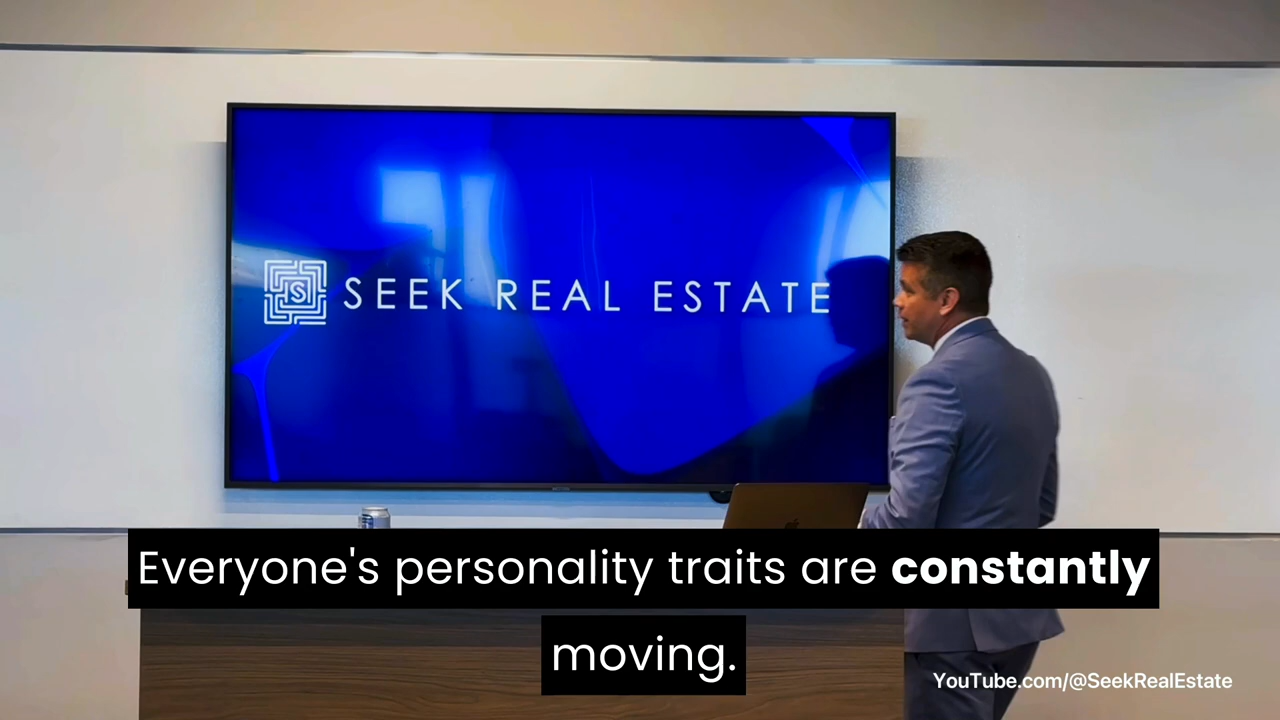 S SEEK REAL ESTATE
Everyone's personality traits are constantly
moving.
YouTube.com/@SeekRealEstate